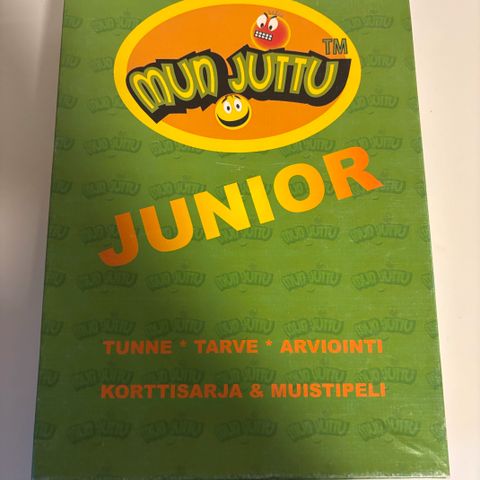 MUN JUTTU TM
JUNIOR
TUNNE * TARVE * ARVIOINTI
KORTTISARJA & MUISTIPELI